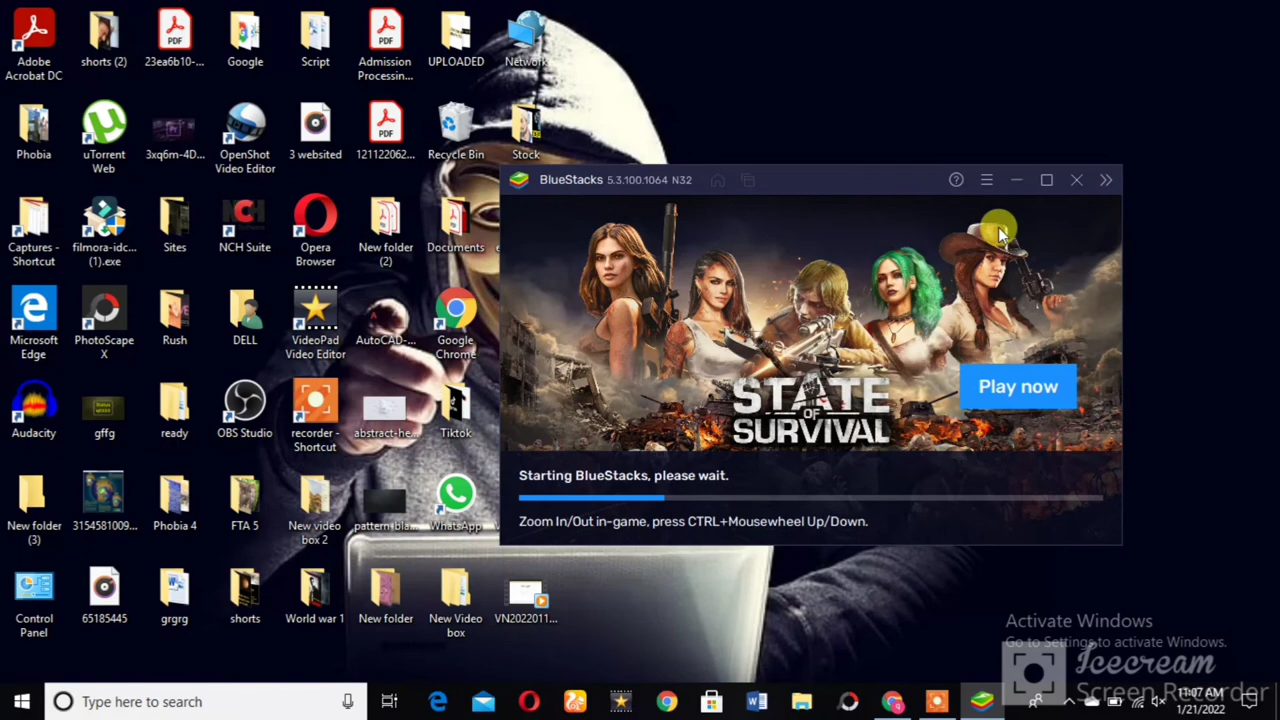 Adobe
Acrobat DC
shorts (2)
23ea6b10-...
Google
Script
Admission
Processin...
UPLOADED
Network
Phobia
uTorrent
Web
3xq6m-4D...
OpenShot
Video Editor
3 websited
121122062...
Recycle Bin
Stock
Captures -
Shortcut
filmora-idc...
(1).exe
Sites
NCH Suite
Opera
Browser
New folder
(2)
Documents
Microsoft
Edge
PhotoScape
X
Rush
DELL
VideoPad
Video Editor
AutoCAD-...
Google
Chrome
Audacity
gffg
ready
OBS Studio
recorder -
Shortcut
abstract-he...
Tiktok
New folder
(3)
3154581009...
Phobia 4
FTA 5
New video
box 2
pattern-bla...
WhatsApp
Control
Panel
65185445
grgrg
shorts
World war 1
New folder
New Video
box
VN2022011...
BlueStacks 5.3.100.1064 N32
STATE
OF
SURVIVAL
Play now
Starting BlueStacks, please wait.
Zoom In/Out in-game, press CTRL+Mousewheel Up/Down.
Activate Windows
Go to Settings to activate Windows.
Icecream
Screen Recorder
Type here to search
11:07 AM
1/21/2022